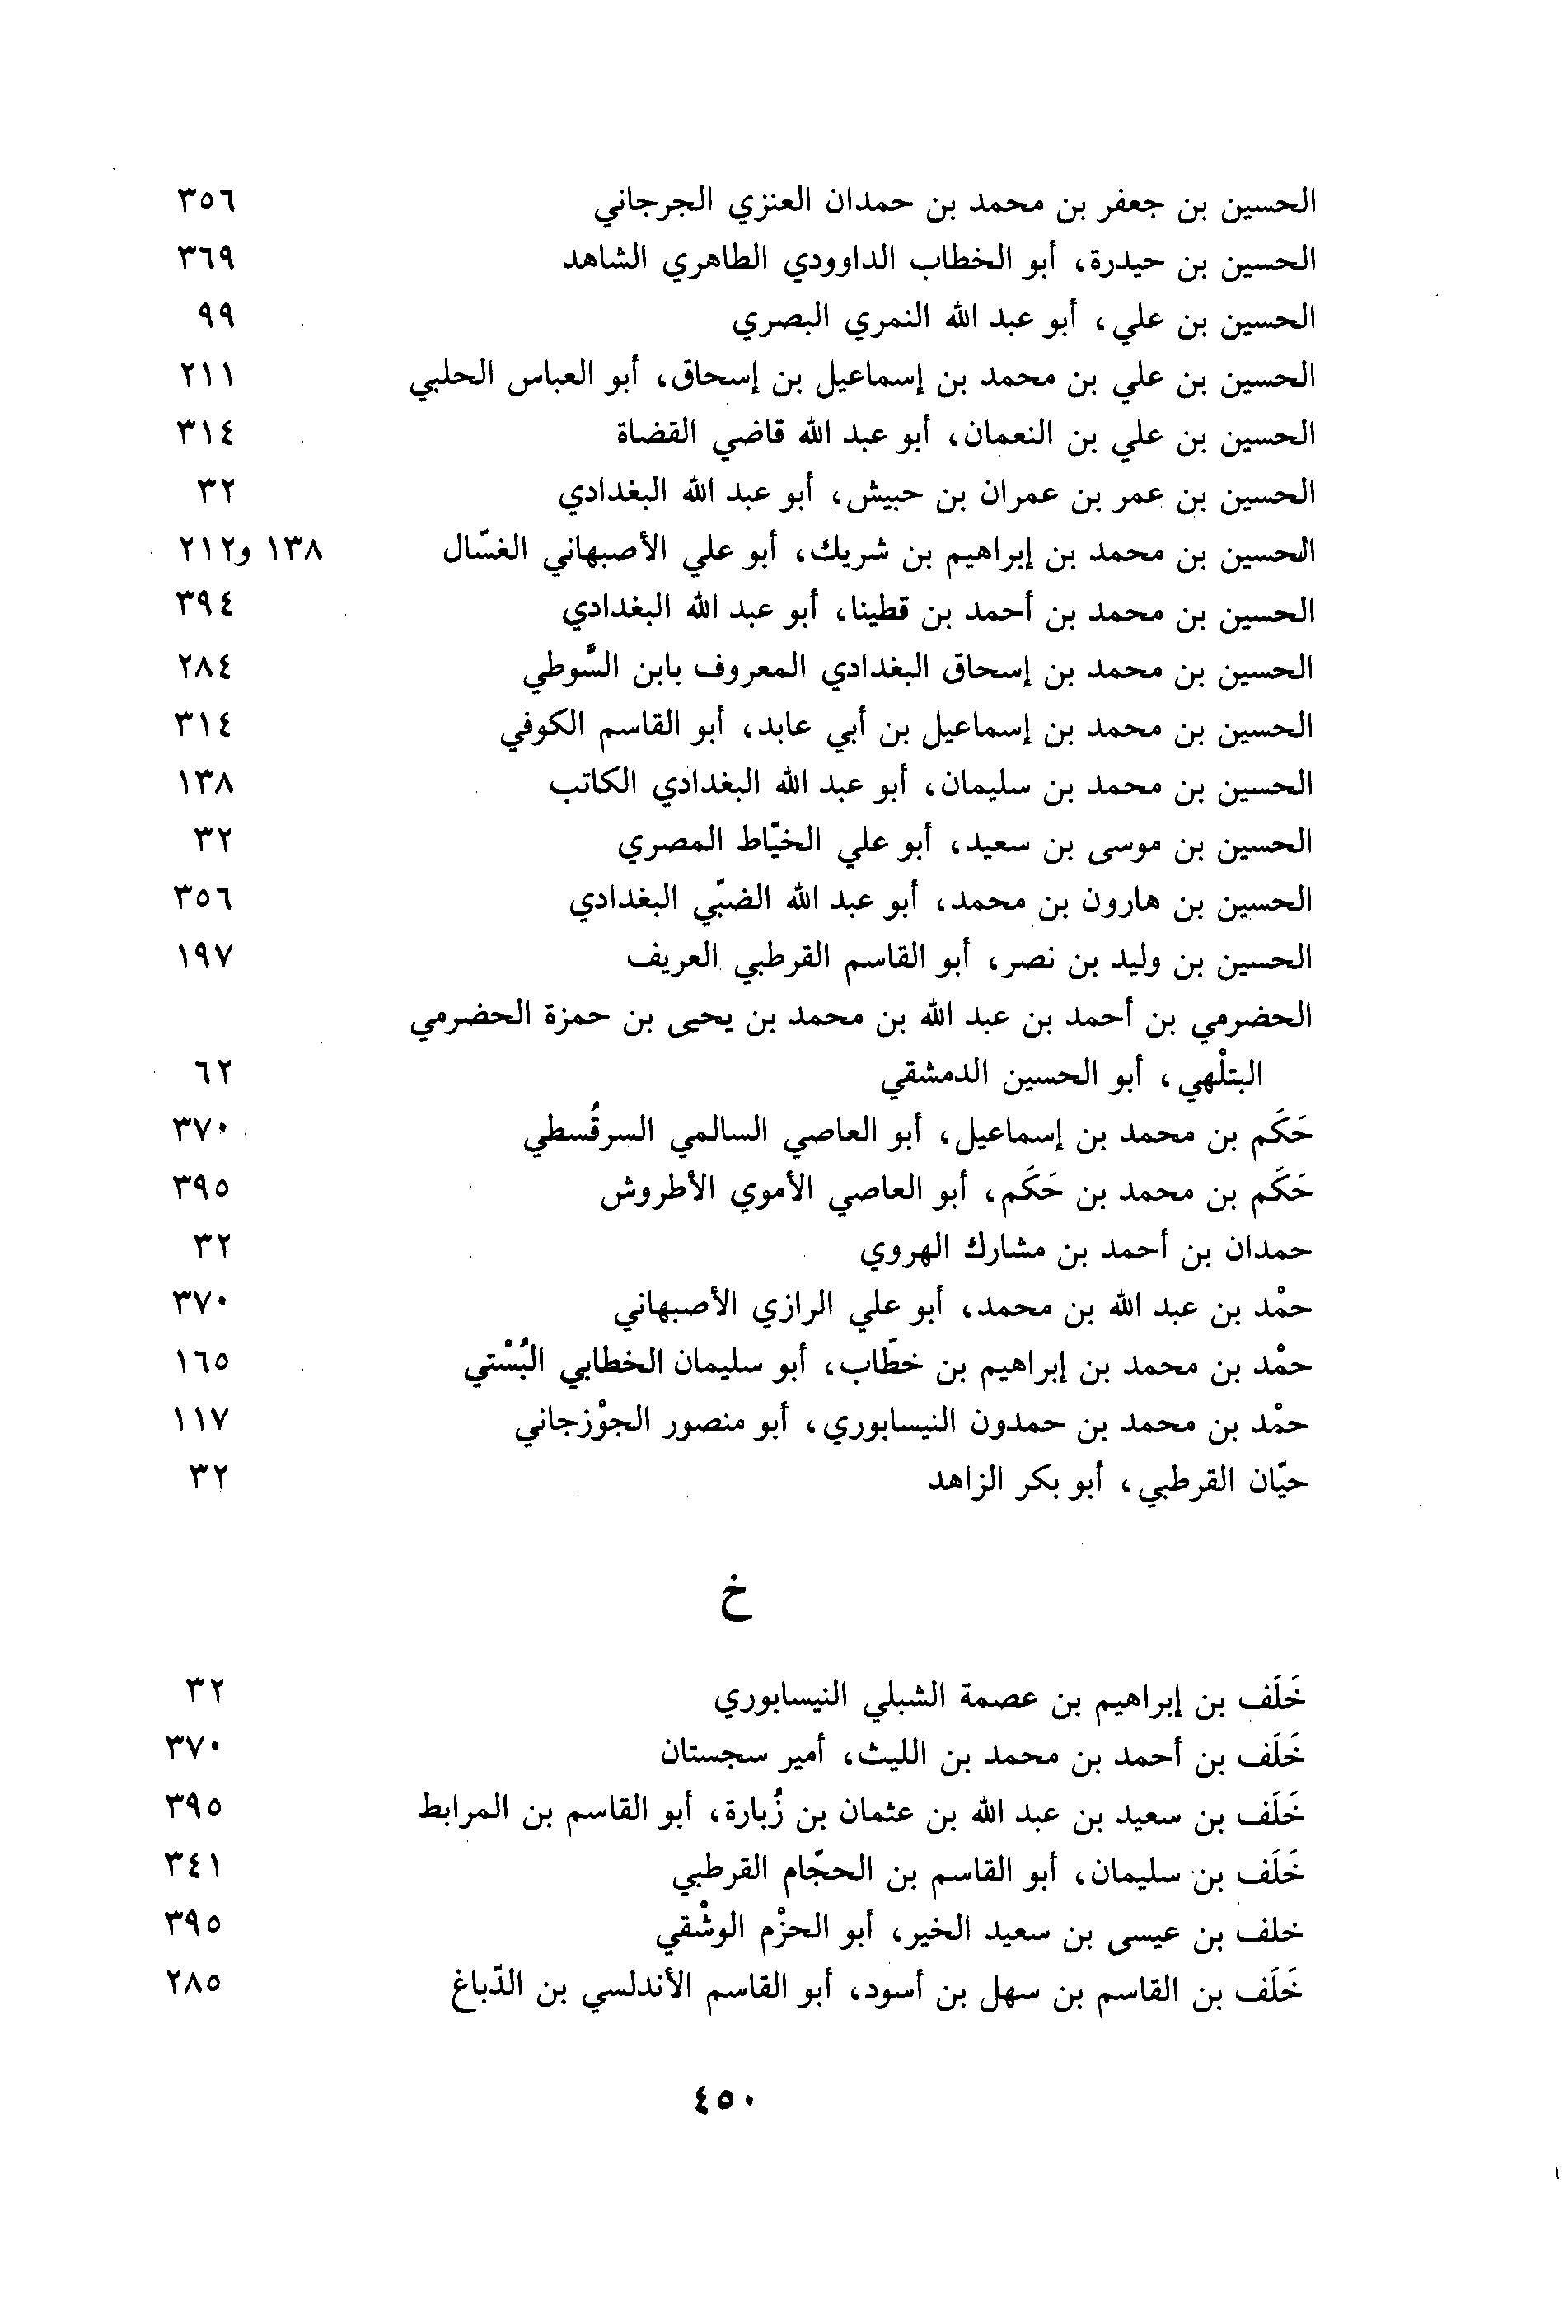 الحسين بن جعفر بن محمد بن حمدان العنزي الجرجاني ٣٥٦
الحسين بن حيدرة، أبو الخطاب الداوودي الطاهري الشاهد ٣٦٩
الحسين بن علي، أبو عبد الله النمري البصري ٩٩
الحسين بن علي بن محمد بن إسماعيل بن إسحاق، أبو العباس الحلبي ٢١١
الحسين بن علي بن النعمان، أبو عبد الله قاضي القضاة ٣١٤
الحسين بن عمر بن عمران بن حبيش، أبو عبد الله البغدادي ٣٢
الحسين بن محمد بن إبراهيم بن شريك، أبو علي الأصبهاني الغسّال ١٣٨ و٢١٢
الحسين بن محمد بن أحمد بن قطينا، أبو عبد الله البغدادي ٣٩٤
الحسين بن محمد بن إسحاق البغدادي المعروف بابن السَّوطي ٢٨٤
الحسين بن محمد بن إسماعيل بن أبي عابد، أبو القاسم الكوفي ٣١٤
الحسين بن محمد بن سليمان، أبو عبد الله البغدادي الكاتب ١٣٨
الحسين بن موسى بن سعيد، أبو علي الخيّاط المصري ٣٢
الحسين بن هارون بن محمد، أبو عبد الله الضبّي البغدادي ٣٥٦
الحسين بن وليد بن نصر، أبو القاسم القرطبي العريف ١٩٧
الحضرمي بن أحمد بن عبد الله بن محمد بن يحيى بن حمزة الحضرمي
البتلْهي، أبو الحسين الدمشقي ٦٢
حَكَم بن محمد بن إسماعيل، أبو العاصي السالمي السرقُسطي ٣٧٠
حَكَم بن محمد بن حَكَم، أبو العاصي الأموي الأطروش ٣٩٥
حمدان بن أحمد بن مشارك الهروي ٣٢
حمْد بن عبد الله بن محمد، أبو علي الرازي الأصبهاني ٣٧٠
حمْد بن محمد بن إبراهيم بن خطّاب، أبو سليمان الخطابي البُسْتي ١٦٥
حمْد بن محمد بن حمدون النيسابوري، أبو منصور الجوْزجاني ١١٧
حيّان القرطبي، أبو بكر الزاهد ٣٢
خ
خَلَف بن إبراهيم بن عصمة الشبلي النيسابوري ٣٢
خَلَف بن أحمد بن محمد بن الليث، أمير سجستان ٣٧٠
خَلَف بن سعيد بن عبد الله بن عثمان بن زُبارة، أبو القاسم بن المرابط ٣٩٥
خَلَف بن سليمان، أبو القاسم بن الحجّام القرطبي ٣٤١
خلف بن عيسى بن سعيد الخير، أبو الحزْم الوشْقي ٣٩٥
خَلَف بن القاسم بن سهل بن أسود، أبو القاسم الأندلسي بن الدّباغ ٢٨٥
٤٥٠